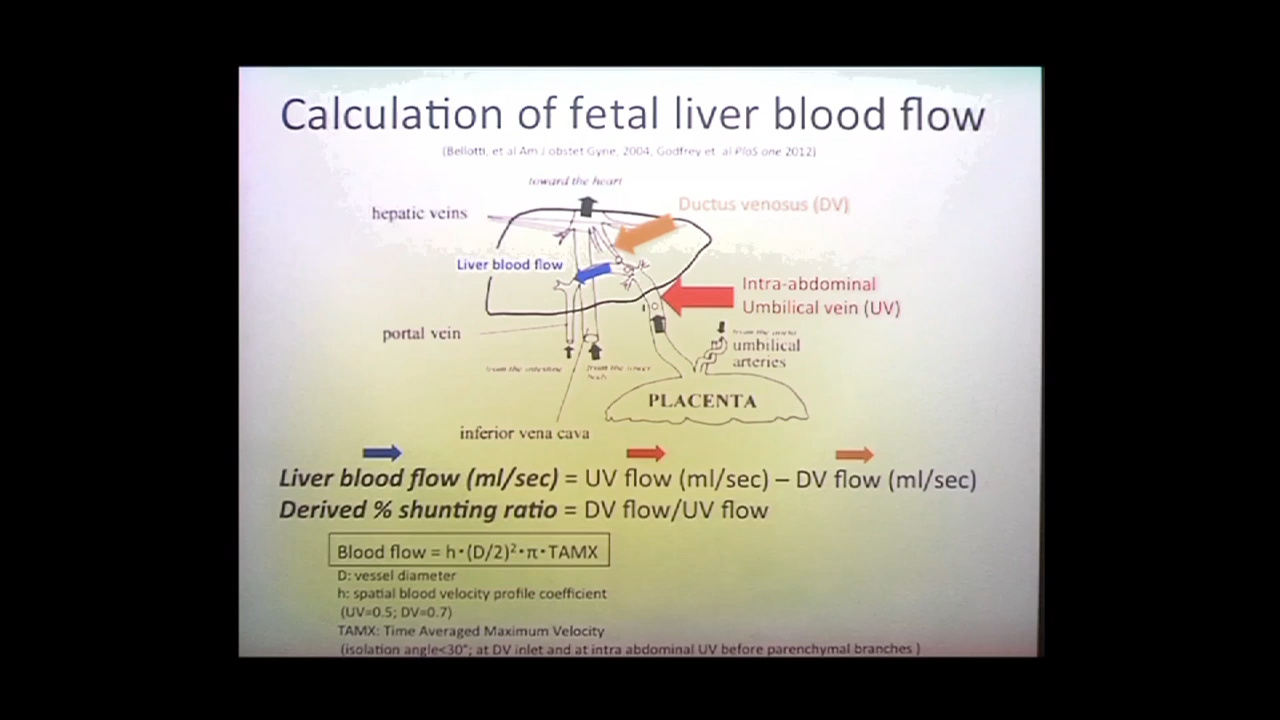 Calculation of fetal liver blood flow
(Bellotti, et al Am J obstet Gyne, 2004, Godfrey et al PloS one 2012)
toward the heart
hepatic veins
Ductus venosus (DV)
Liver blood flow
Intra-abdominal
Umbilical vein (UV)
portal vein
from the aorta
umbilical
arteries
from the intestine
from the lower
body
PLACENTA
inferior vena cava
Liver blood flow (ml/sec) = UV flow (ml/sec) – DV flow (ml/sec)
Derived % shunting ratio = DV flow/UV flow
Blood flow = h·(D/2)²·π·TAMX
D: vessel diameter
h: spatial blood velocity profile coefficient
(UV=0.5; DV=0.7)
TAMX: Time Averaged Maximum Velocity
(isolation angle<30°; at DV inlet and at intra abdominal UV before parenchymal branches )